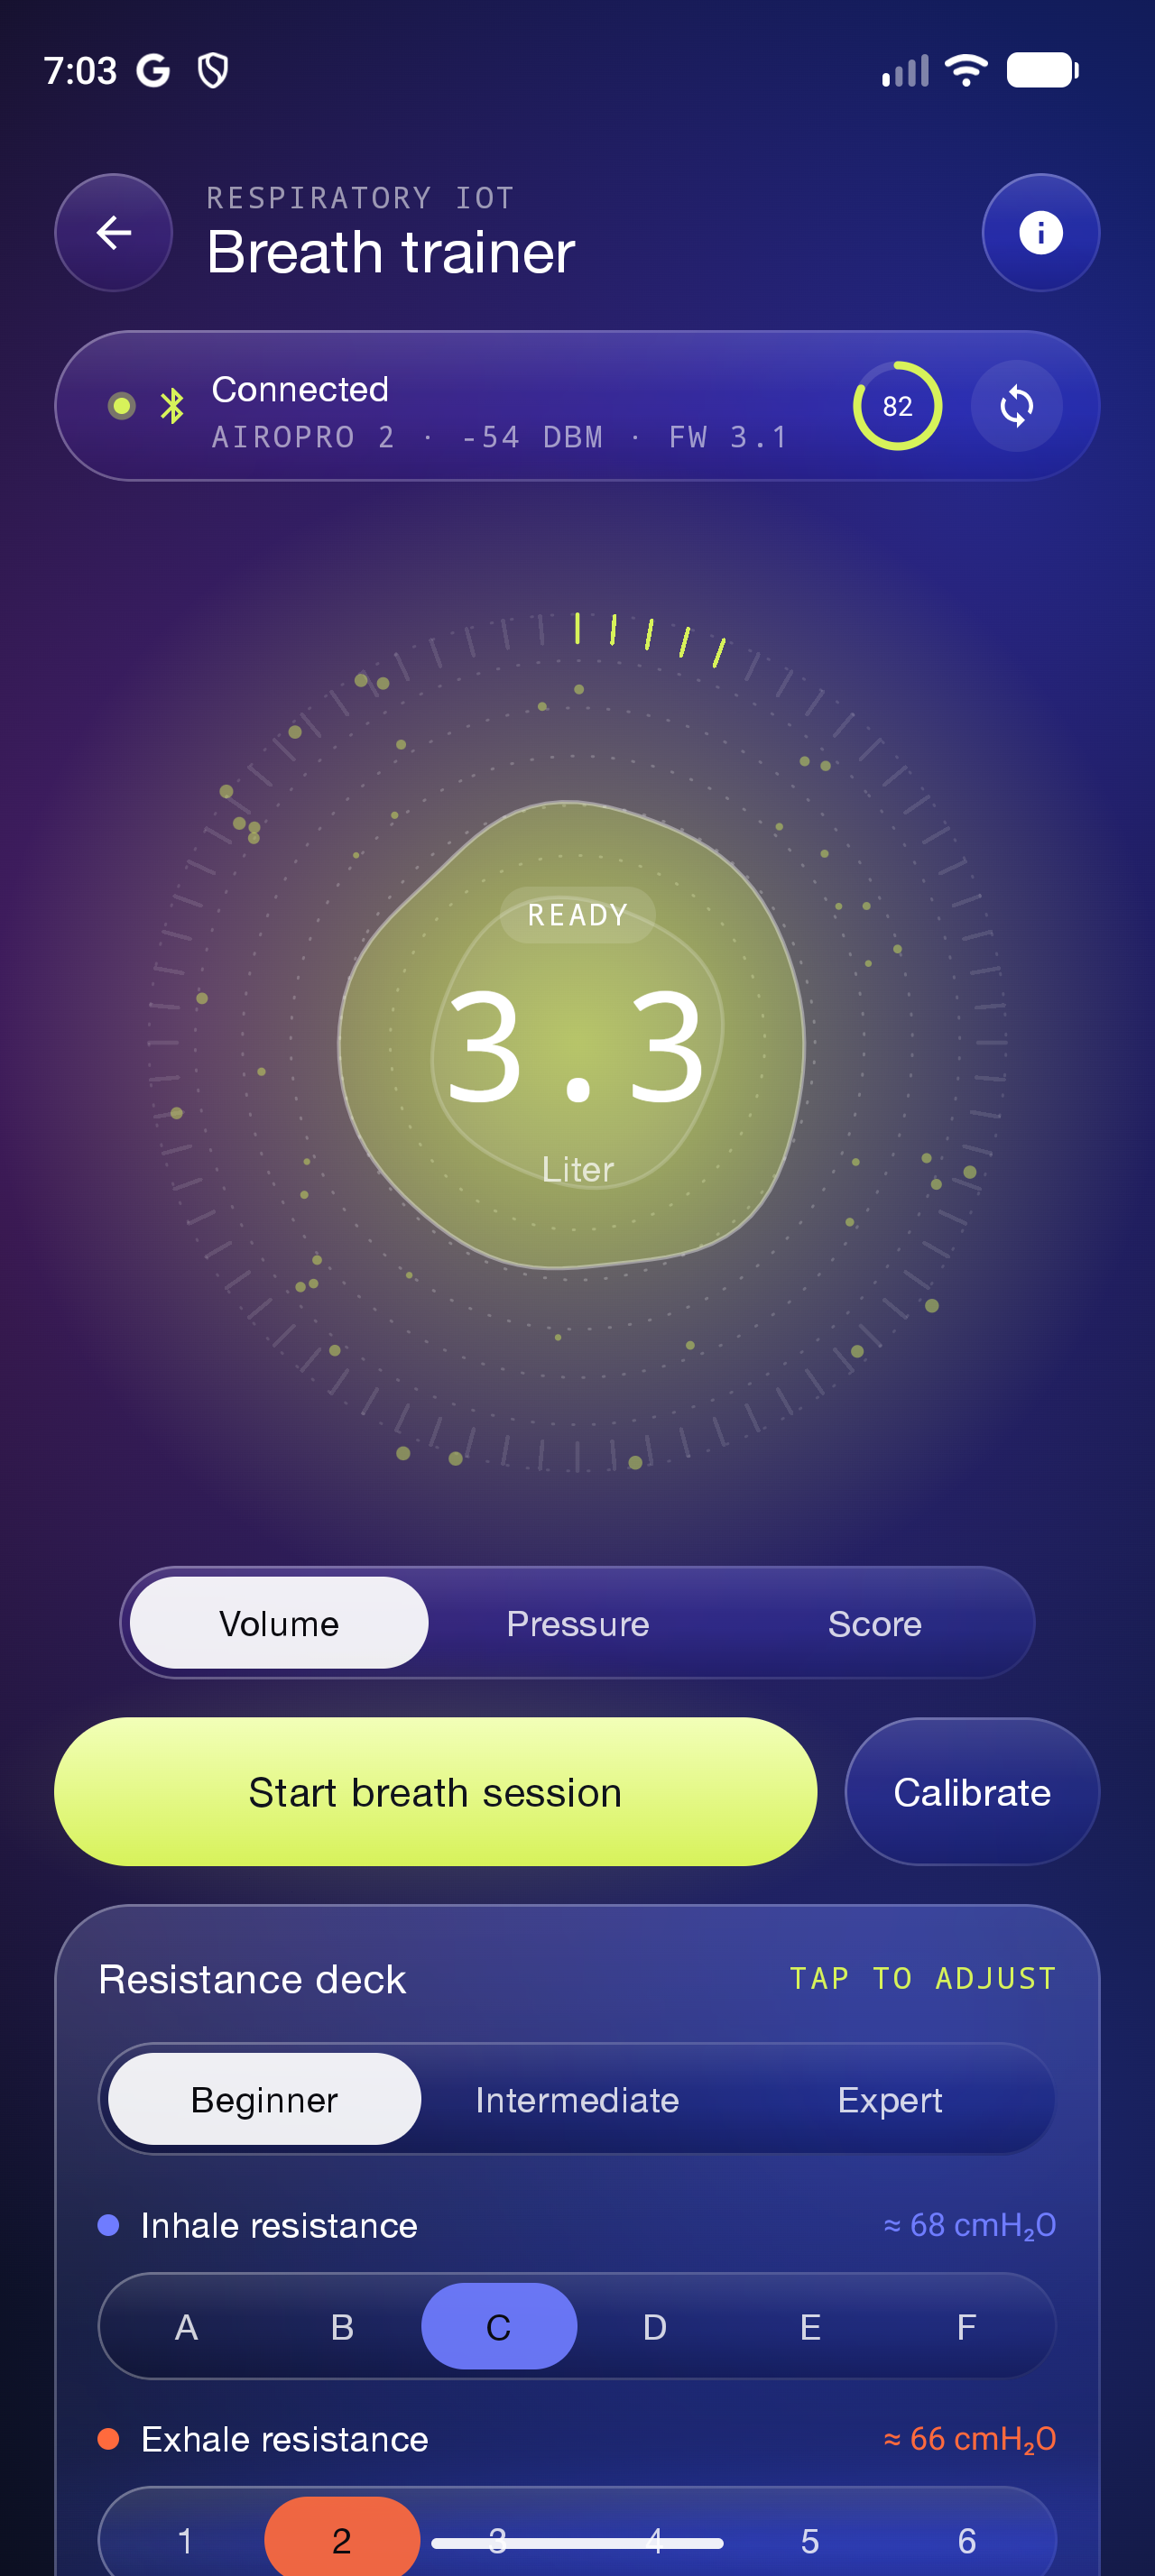 7:03
RESPIRATORY IOT
Breath trainer
Connected
82
AIROPRO 2 · -54 DBM · FW 3.1
READY
3.3
Liter
Volume Pressure Score
Start breath session Calibrate
Resistance deck TAP TO ADJUST
Beginner Intermediate Expert
Inhale resistance ≈ 68 cmH₂O
A B C D E F
Exhale resistance ≈ 66 cmH₂O
1 2 3 4 5 6